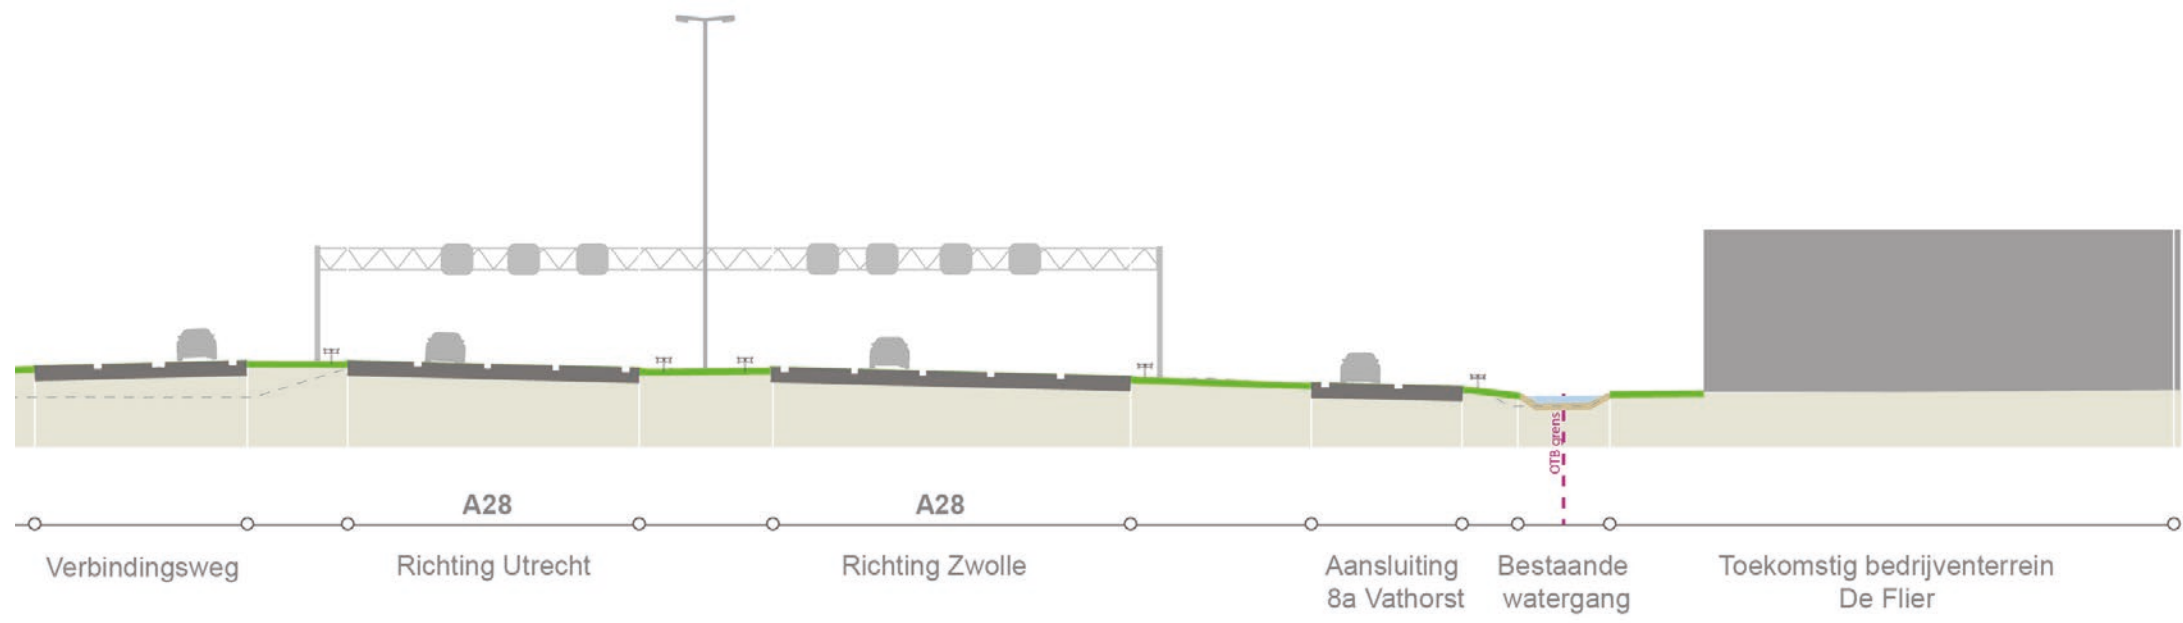 OTB grens
A28
A28
Verbindingsweg
Richting Utrecht
Richting Zwolle
Aansluiting
8a Vathorst
Bestaande
watergang
Toekomstig bedrijventerrein
De Flier